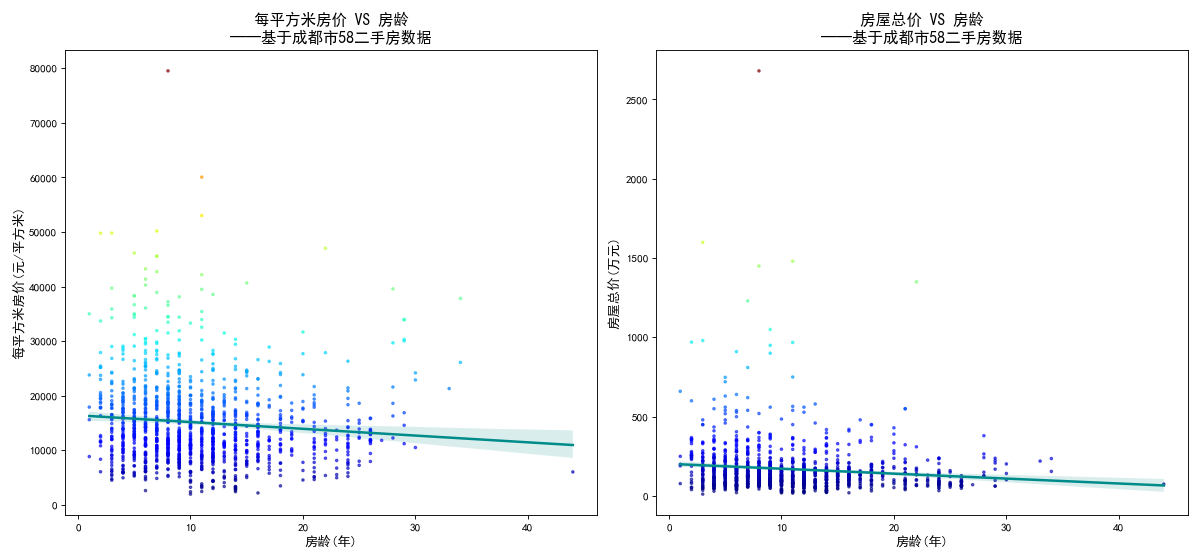 每平方米房价 VS 房龄
——基于成都市58二手房数据
80000
70000
60000
50000
40000
30000
20000
10000
0
每平方米房价(元/平方米)
0 10 20 30 40
房龄(年)
房屋总价 VS 房龄
——基于成都市58二手房数据
2500
2000
1500
1000
500
0
房屋总价(万元)
0 10 20 30 40
房龄(年)